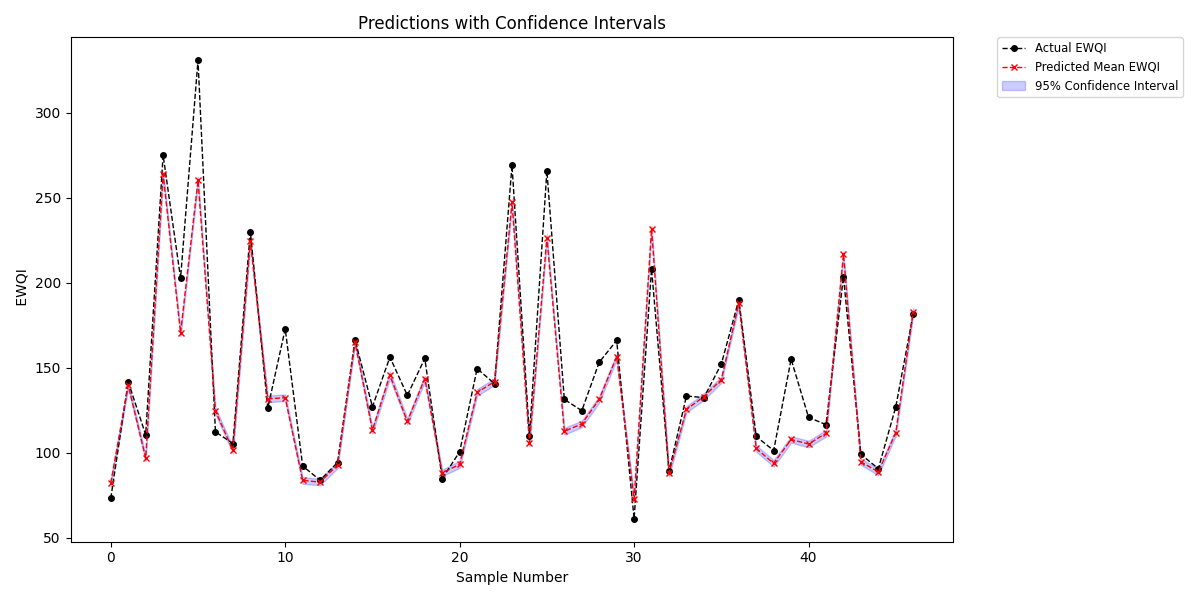 Predictions with Confidence Intervals
Actual EWQI
Predicted Mean EWQI
95% Confidence Interval
300
250
200
150
100
50
EWQI
0
10
20
30
40
Sample Number